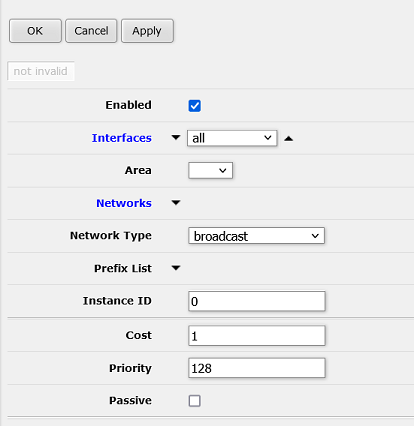 OK Cancel Apply
not invalid
Enabled
Interfaces all
Area
Networks
Network Type broadcast
Prefix List
Instance ID 0
Cost 1
Priority 128
Passive